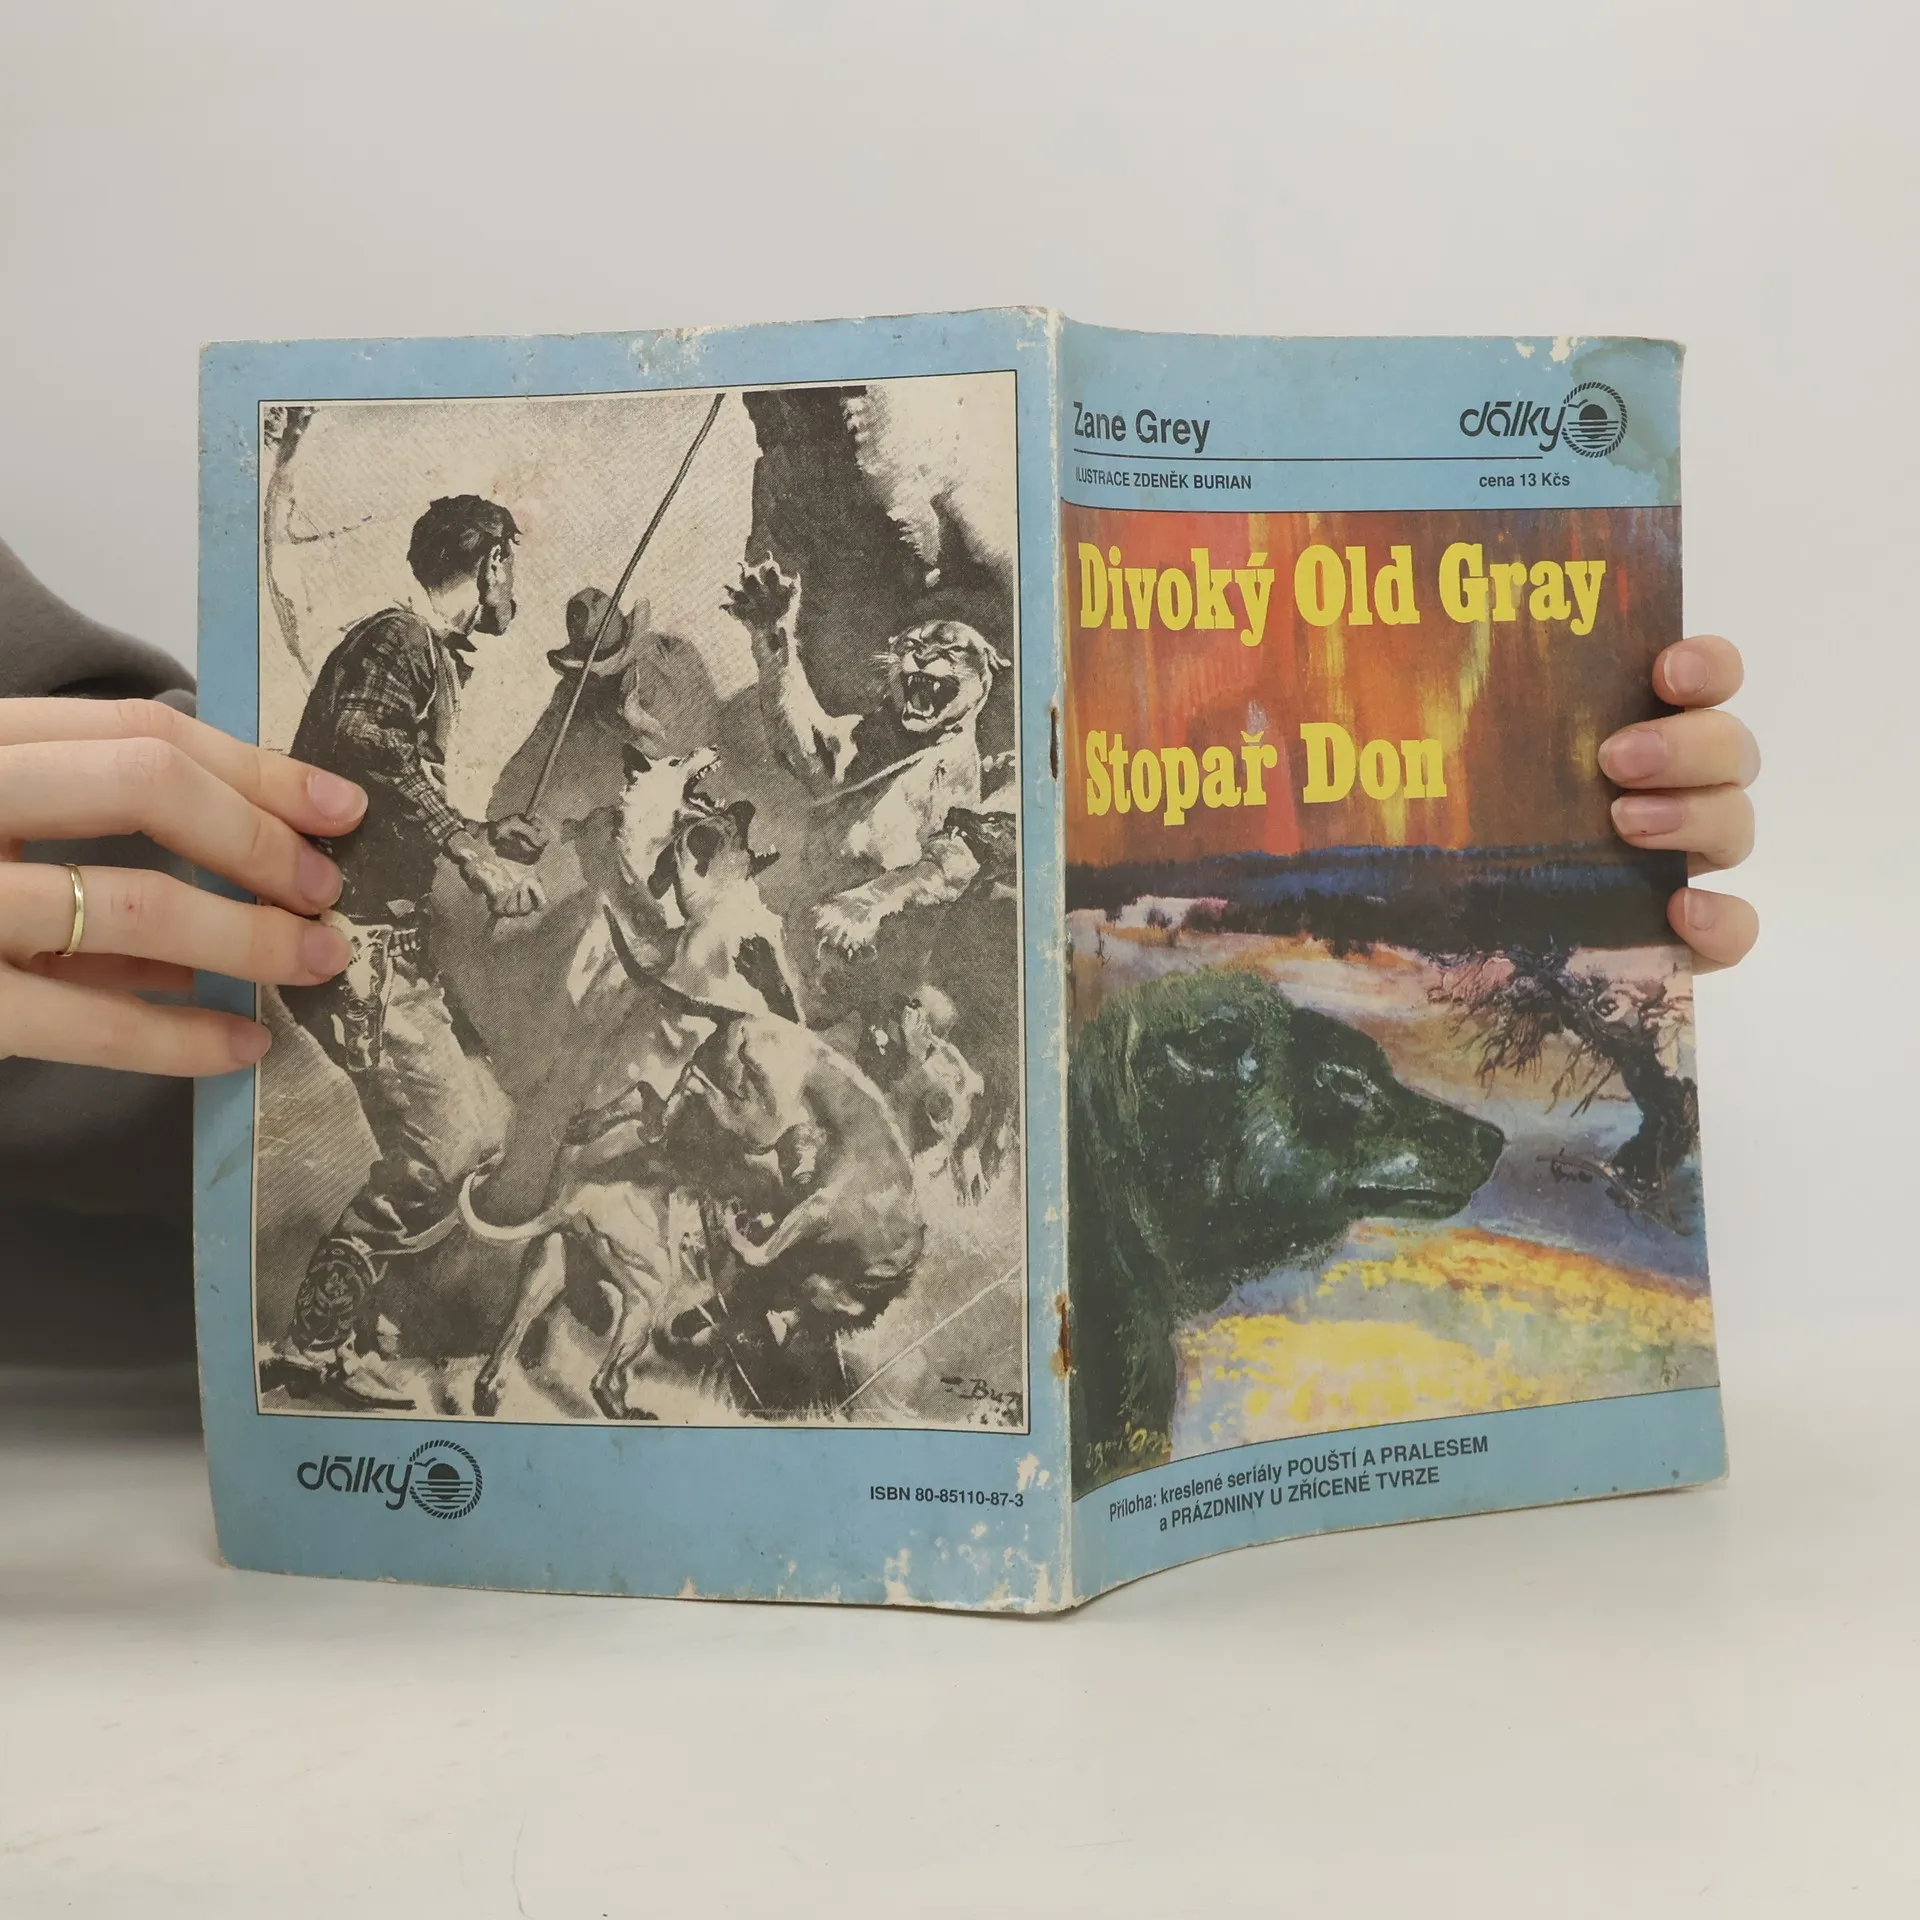 Zane Grey
dálky
ILUSTRACE ZDENĚK BURIAN
cena 13 Kčs
Divoký Old Gray
Stopař Don
Příloha: kreslené seriály POUŠTÍ A PRALESEM
a PRÁZDNINY U ZŘÍCENÉ TVRZE
dálky
ISBN 80-85110-87-3